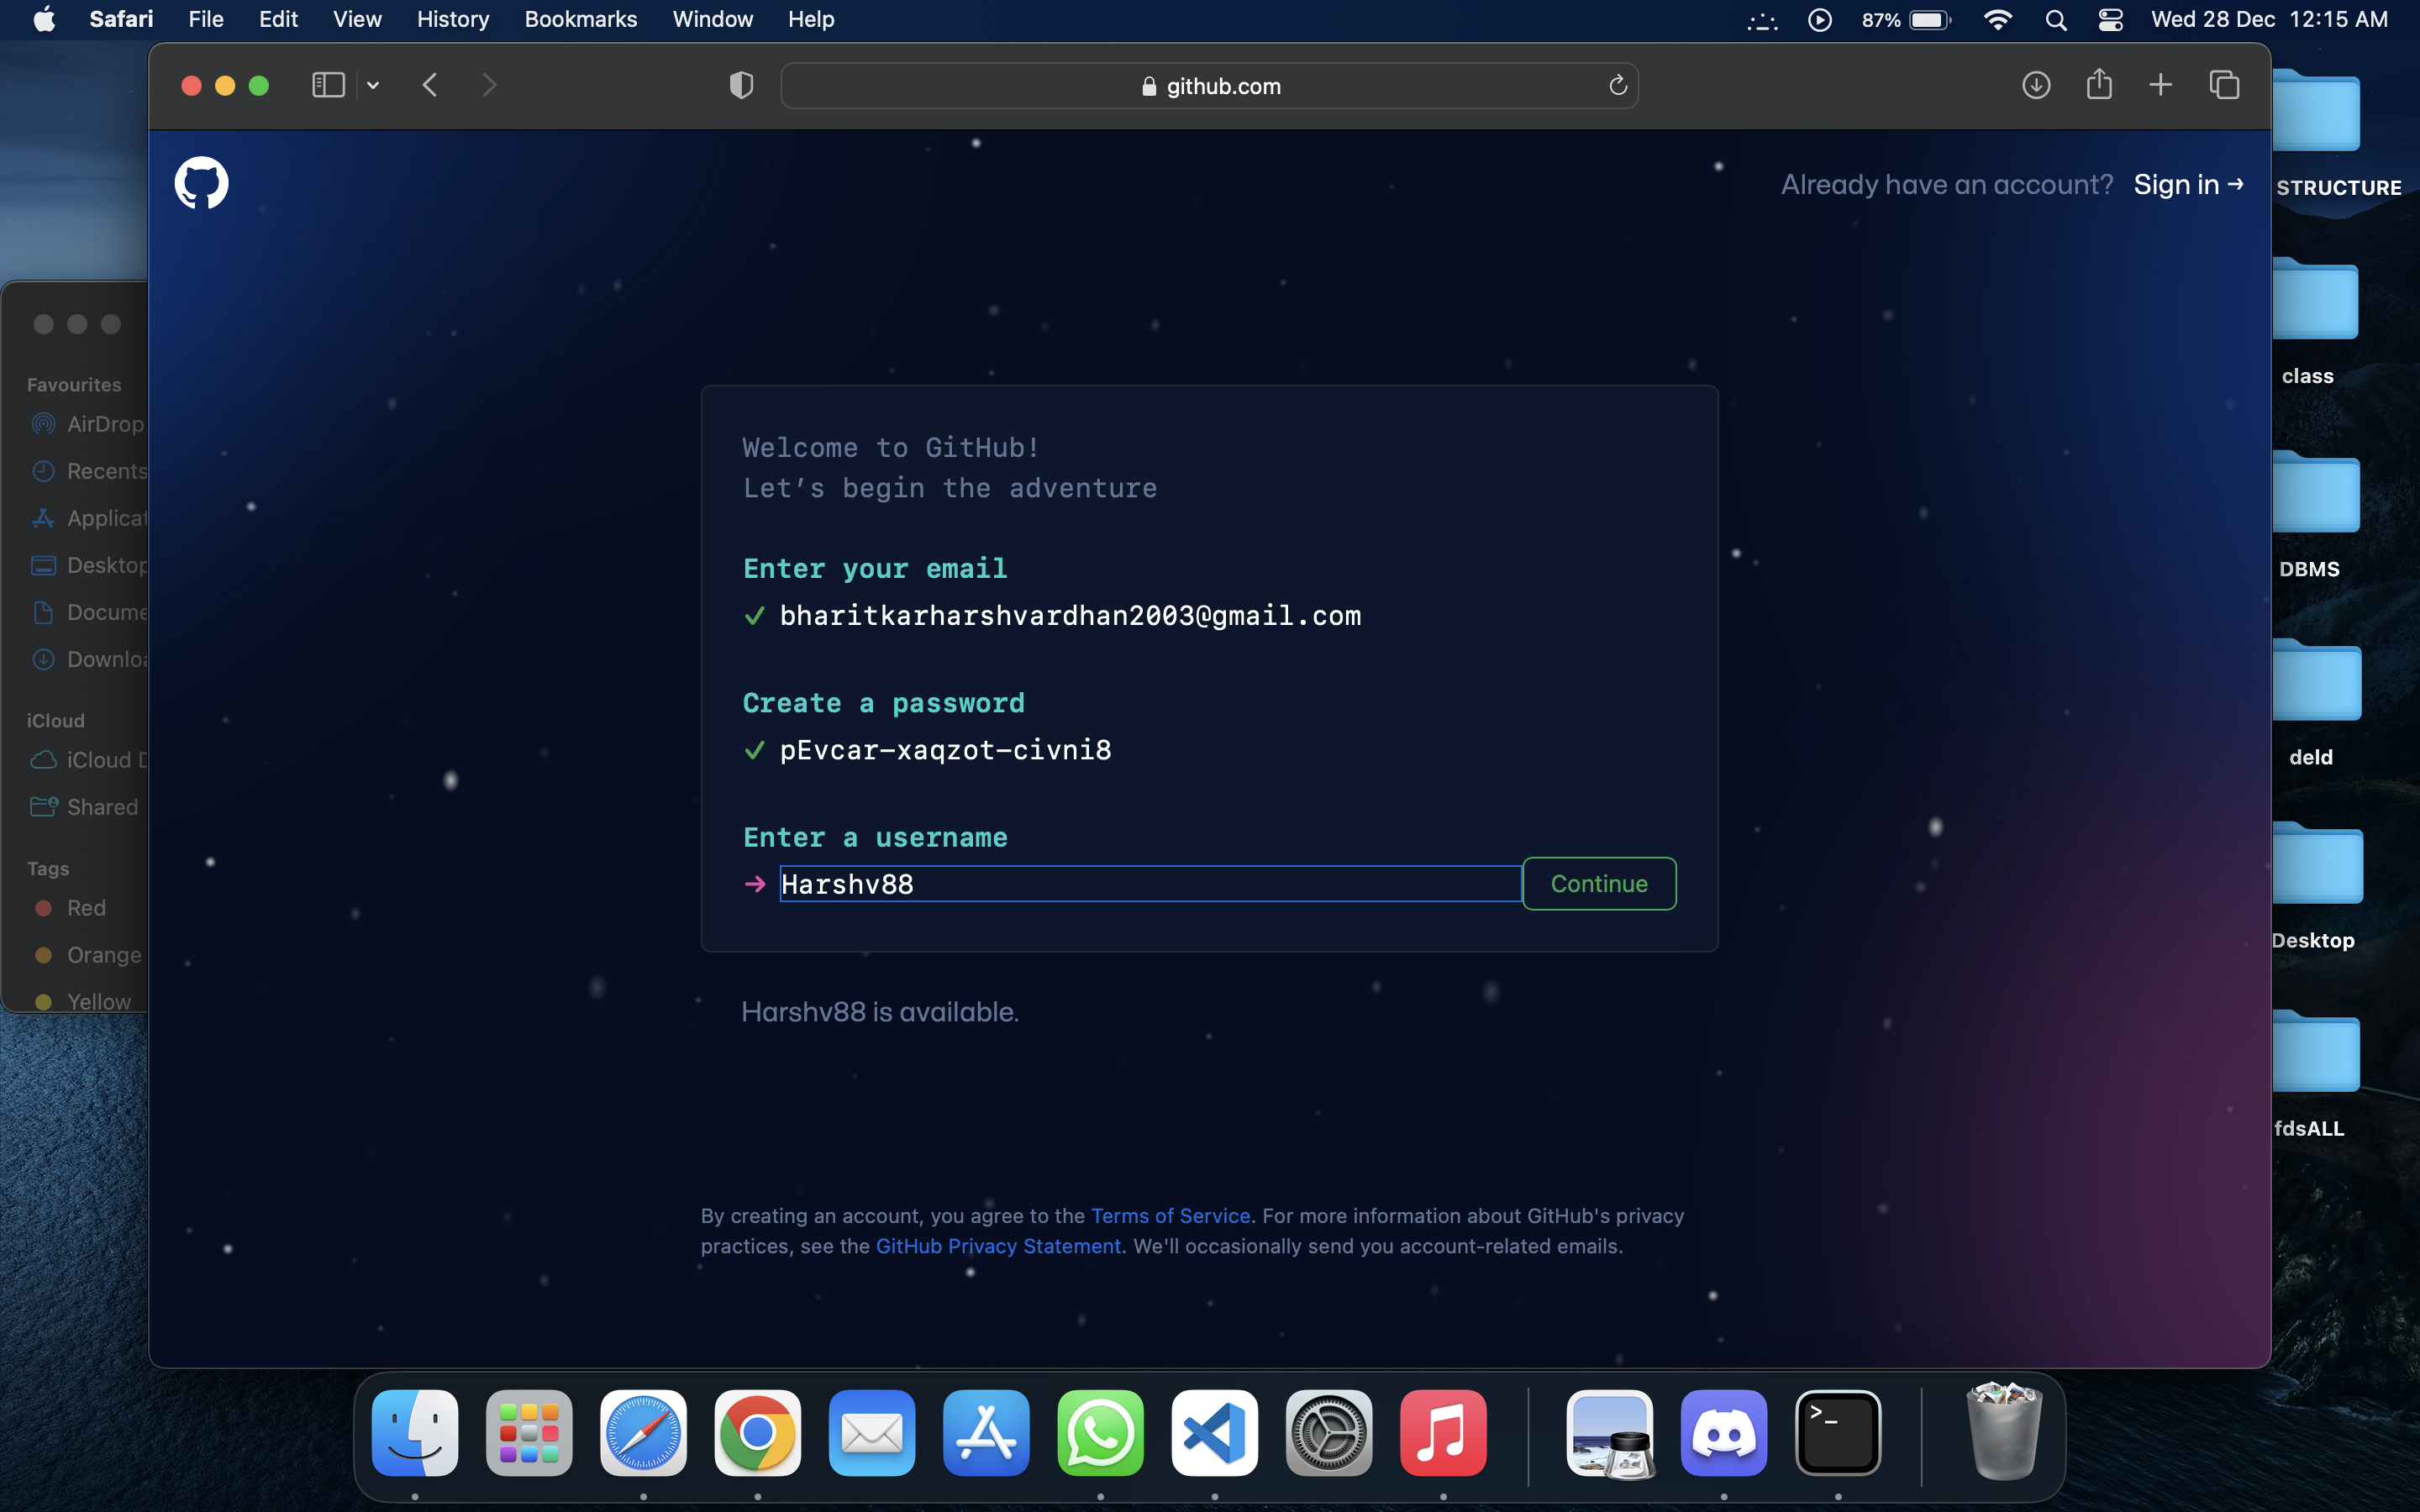 Safari File Edit View History Bookmarks Window Help 87% Wed 28 Dec 12:15 AM
github.com
Already have an account? Sign in →
STRUCTURE
class
DBMS
deld
Desktop
fdsALL
Favourites
AirDrop
Recents
Applicat
Desktop
Docume
Downloa
iCloud
iCloud D
Shared
Tags
Red
Orange
Yellow
Welcome to GitHub!
Let's begin the adventure
Enter your email
✓ bharitkarharshvardhan2003@gmail.com
Create a password
✓ pEvcar-xaqzot-civni8
Enter a username
→ Harshv88 Continue
Harshv88 is available.
By creating an account, you agree to the Terms of Service. For more information about GitHub's privacy
practices, see the GitHub Privacy Statement. We'll occasionally send you account-related emails.
>_